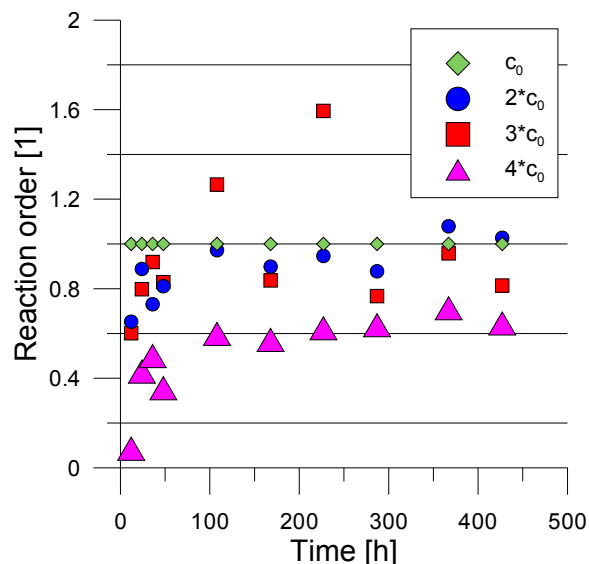 2
1.6
1.2
0.8
0.4
0
Reaction order [1]
c₀
2*c₀
3*c₀
4*c₀
0 100 200 300 400 500
Time [h]